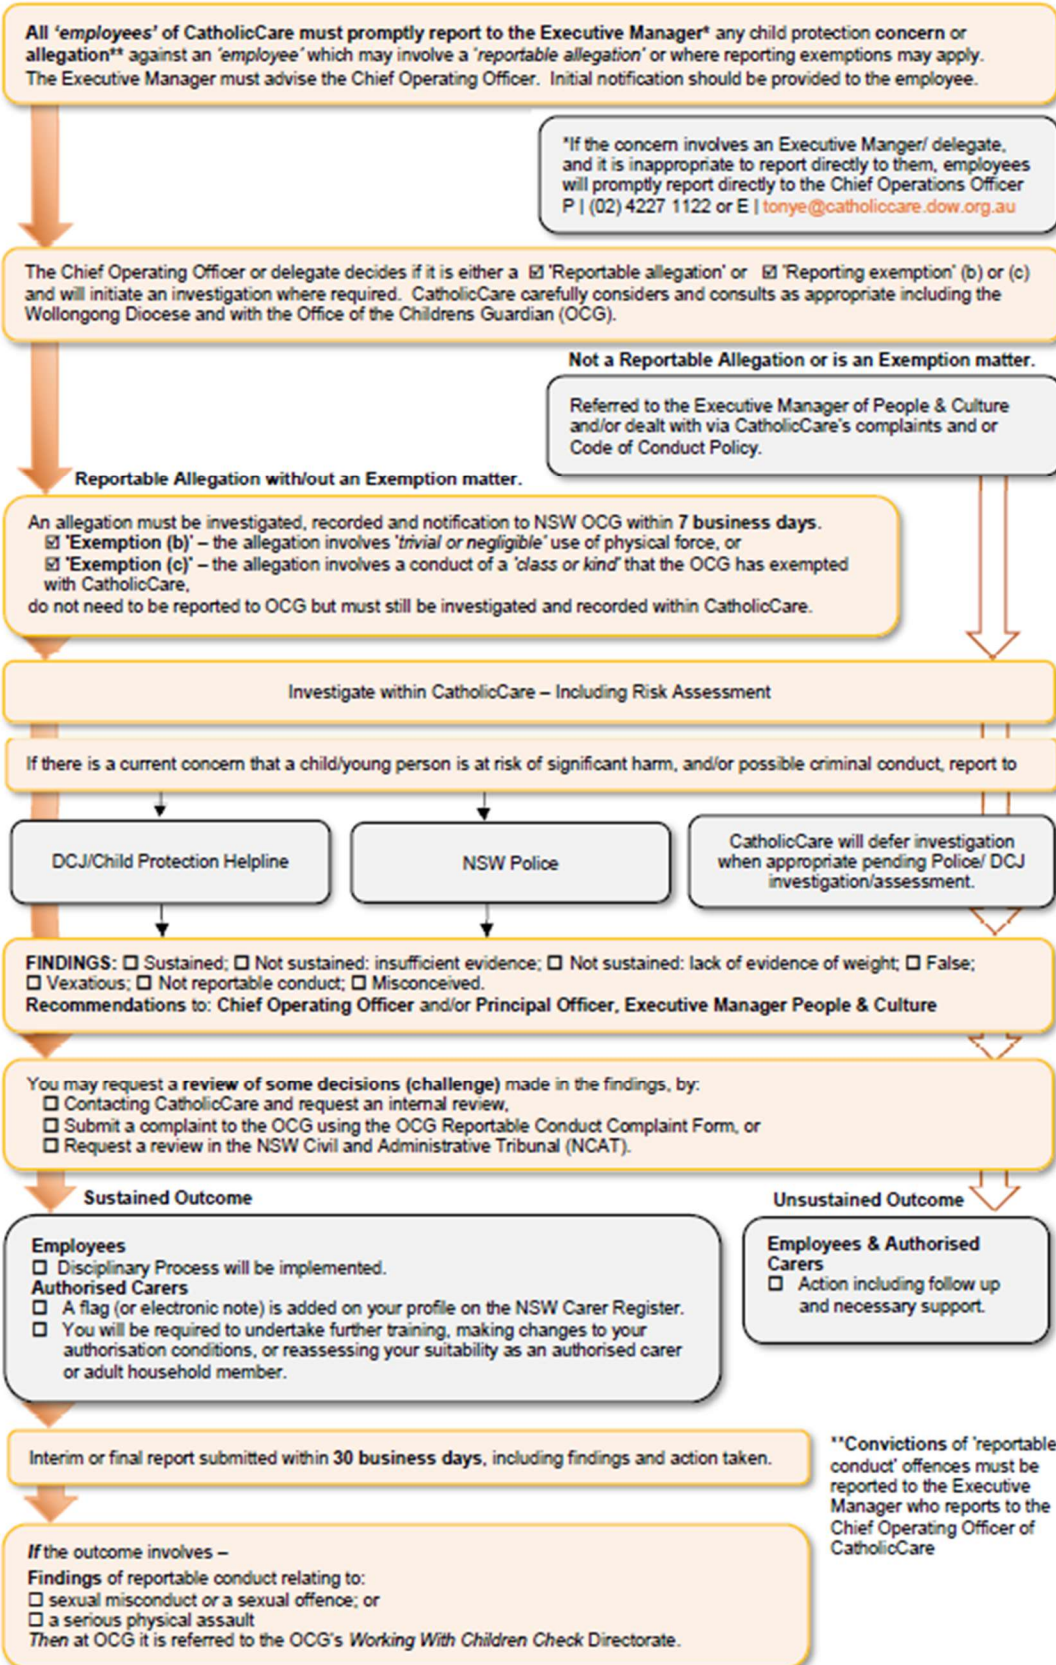 All 'employees' of CatholicCare must promptly report to the Executive Manager* any child protection concern or
allegation** against an 'employee' which may involve a 'reportable allegation' or where reporting exemptions may apply.
The Executive Manager must advise the Chief Operating Officer. Initial notification should be provided to the employee.
*If the concern involves an Executive Manger/ delegate,
and it is inappropriate to report directly to them, employees
will promptly report directly to the Chief Operations Officer
P | (02) 4227 1122 or E | tonye@catholiccare.dow.org.au
The Chief Operating Officer or delegate decides if it is either a ☑ 'Reportable allegation' or ☑ 'Reporting exemption' (b) or (c)
and will initiate an investigation where required. CatholicCare carefully considers and consults as appropriate including the
Wollongong Diocese and with the Office of the Childrens Guardian (OCG).
Not a Reportable Allegation or is an Exemption matter.
Referred to the Executive Manager of People & Culture
and/or dealt with via CatholicCare's complaints and or
Code of Conduct Policy.
Reportable Allegation with/out an Exemption matter.
An allegation must be investigated, recorded and notification to NSW OCG within 7 business days.
☑ 'Exemption (b)' – the allegation involves 'trivial or negligible' use of physical force, or
☑ 'Exemption (c)' – the allegation involves a conduct of a 'class or kind' that the OCG has exempted
with CatholicCare,
do not need to be reported to OCG but must still be investigated and recorded within CatholicCare.
Investigate within CatholicCare – Including Risk Assessment
If there is a current concern that a child/young person is at risk of significant harm, and/or possible criminal conduct, report to
DCJ/Child Protection Helpline
NSW Police
CatholicCare will defer investigation
when appropriate pending Police/ DCJ
investigation/assessment.
FINDINGS: ☐ Sustained; ☐ Not sustained: insufficient evidence; ☐ Not sustained: lack of evidence of weight; ☐ False;
☐ Vexatious; ☐ Not reportable conduct; ☐ Misconceived.
Recommendations to: Chief Operating Officer and/or Principal Officer, Executive Manager People & Culture
You may request a review of some decisions (challenge) made in the findings, by:
☐ Contacting CatholicCare and request an internal review,
☐ Submit a complaint to the OCG using the OCG Reportable Conduct Complaint Form, or
☐ Request a review in the NSW Civil and Administrative Tribunal (NCAT).
Sustained Outcome
Employees
☐ Disciplinary Process will be implemented.
Authorised Carers
☐ A flag (or electronic note) is added on your profile on the NSW Carer Register.
☐ You will be required to undertake further training, making changes to your
authorisation conditions, or reassessing your suitability as an authorised carer
or adult household member.
Unsustained Outcome
Employees & Authorised
Carers
☐ Action including follow up
and necessary support.
Interim or final report submitted within 30 business days, including findings and action taken.
**Convictions of 'reportable
conduct' offences must be
reported to the Executive
Manager who reports to the
Chief Operating Officer of
CatholicCare
If the outcome involves –
Findings of reportable conduct relating to:
☐ sexual misconduct or a sexual offence; or
☐ a serious physical assault
Then at OCG it is referred to the OCG's Working With Children Check Directorate.